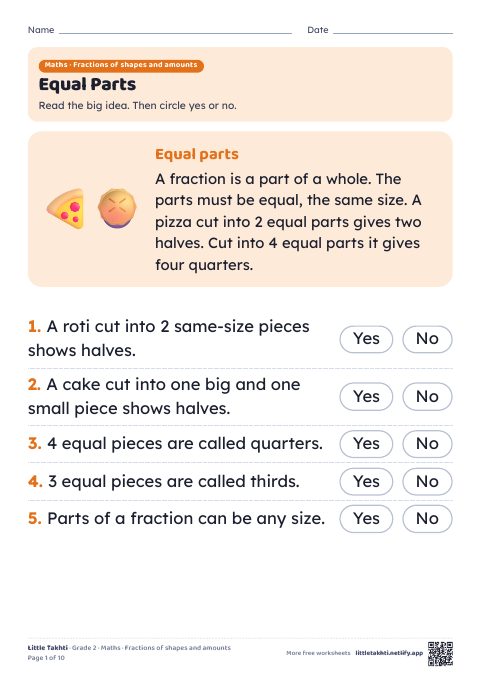 Name Date
Maths · Fractions of shapes and amounts
Equal Parts
Read the big idea. Then circle yes or no.
Equal parts
A fraction is a part of a whole. The
parts must be equal, the same size. A
pizza cut into 2 equal parts gives two
halves. Cut into 4 equal parts it gives
four quarters.
1. A roti cut into 2 same-size pieces
shows halves.
Yes No
2. A cake cut into one big and one
small piece shows halves.
Yes No
3. 4 equal pieces are called quarters. Yes No
4. 3 equal pieces are called thirds. Yes No
5. Parts of a fraction can be any size. Yes No
Little Takhti · Grade 2 · Maths · Fractions of shapes and amounts
Page 1 of 10
More free worksheets littletakhti.netlify.app